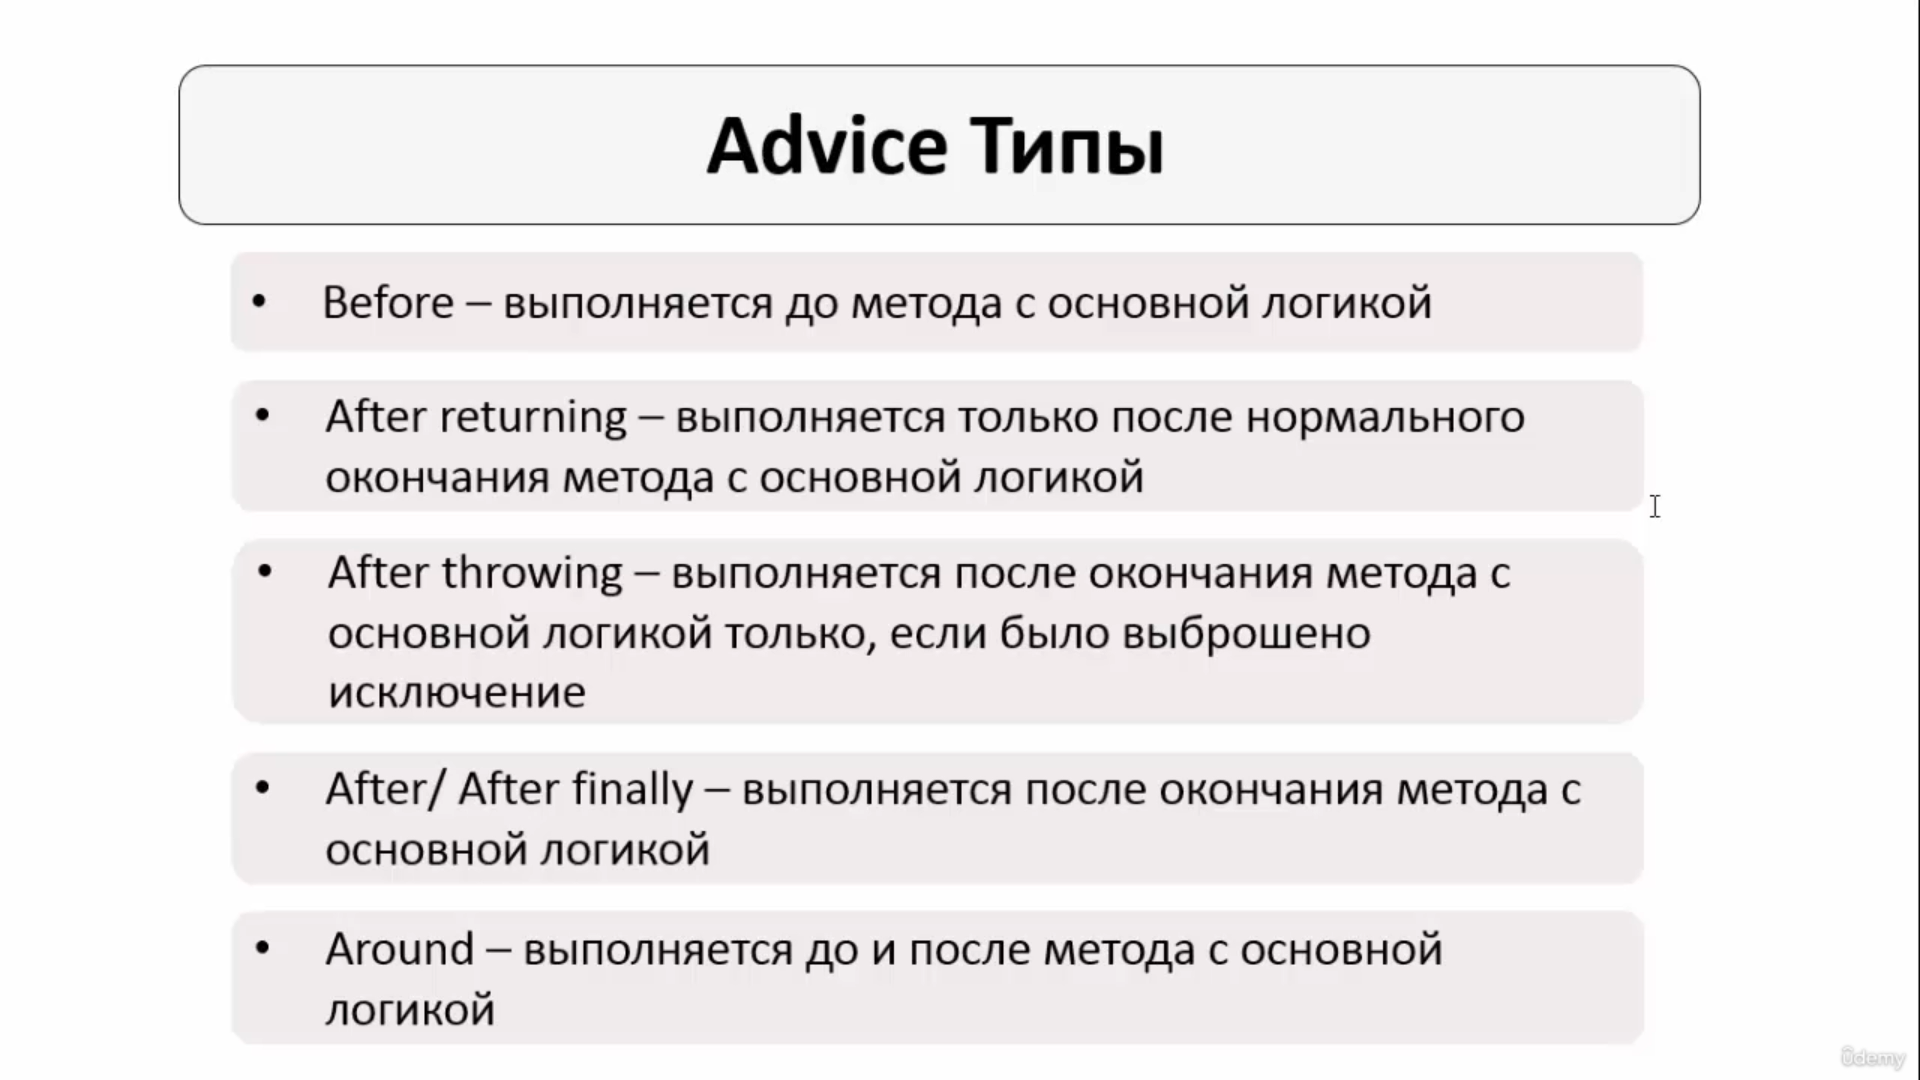 Advice Типы
• Before – выполняется до метода с основной логикой
• After returning – выполняется только после нормального
окончания метода с основной логикой
• After throwing – выполняется после окончания метода с
основной логикой только, если было выброшено
исключение
• After/ After finally – выполняется после окончания метода с
основной логикой
• Around – выполняется до и после метода с основной
логикой
ûdemy